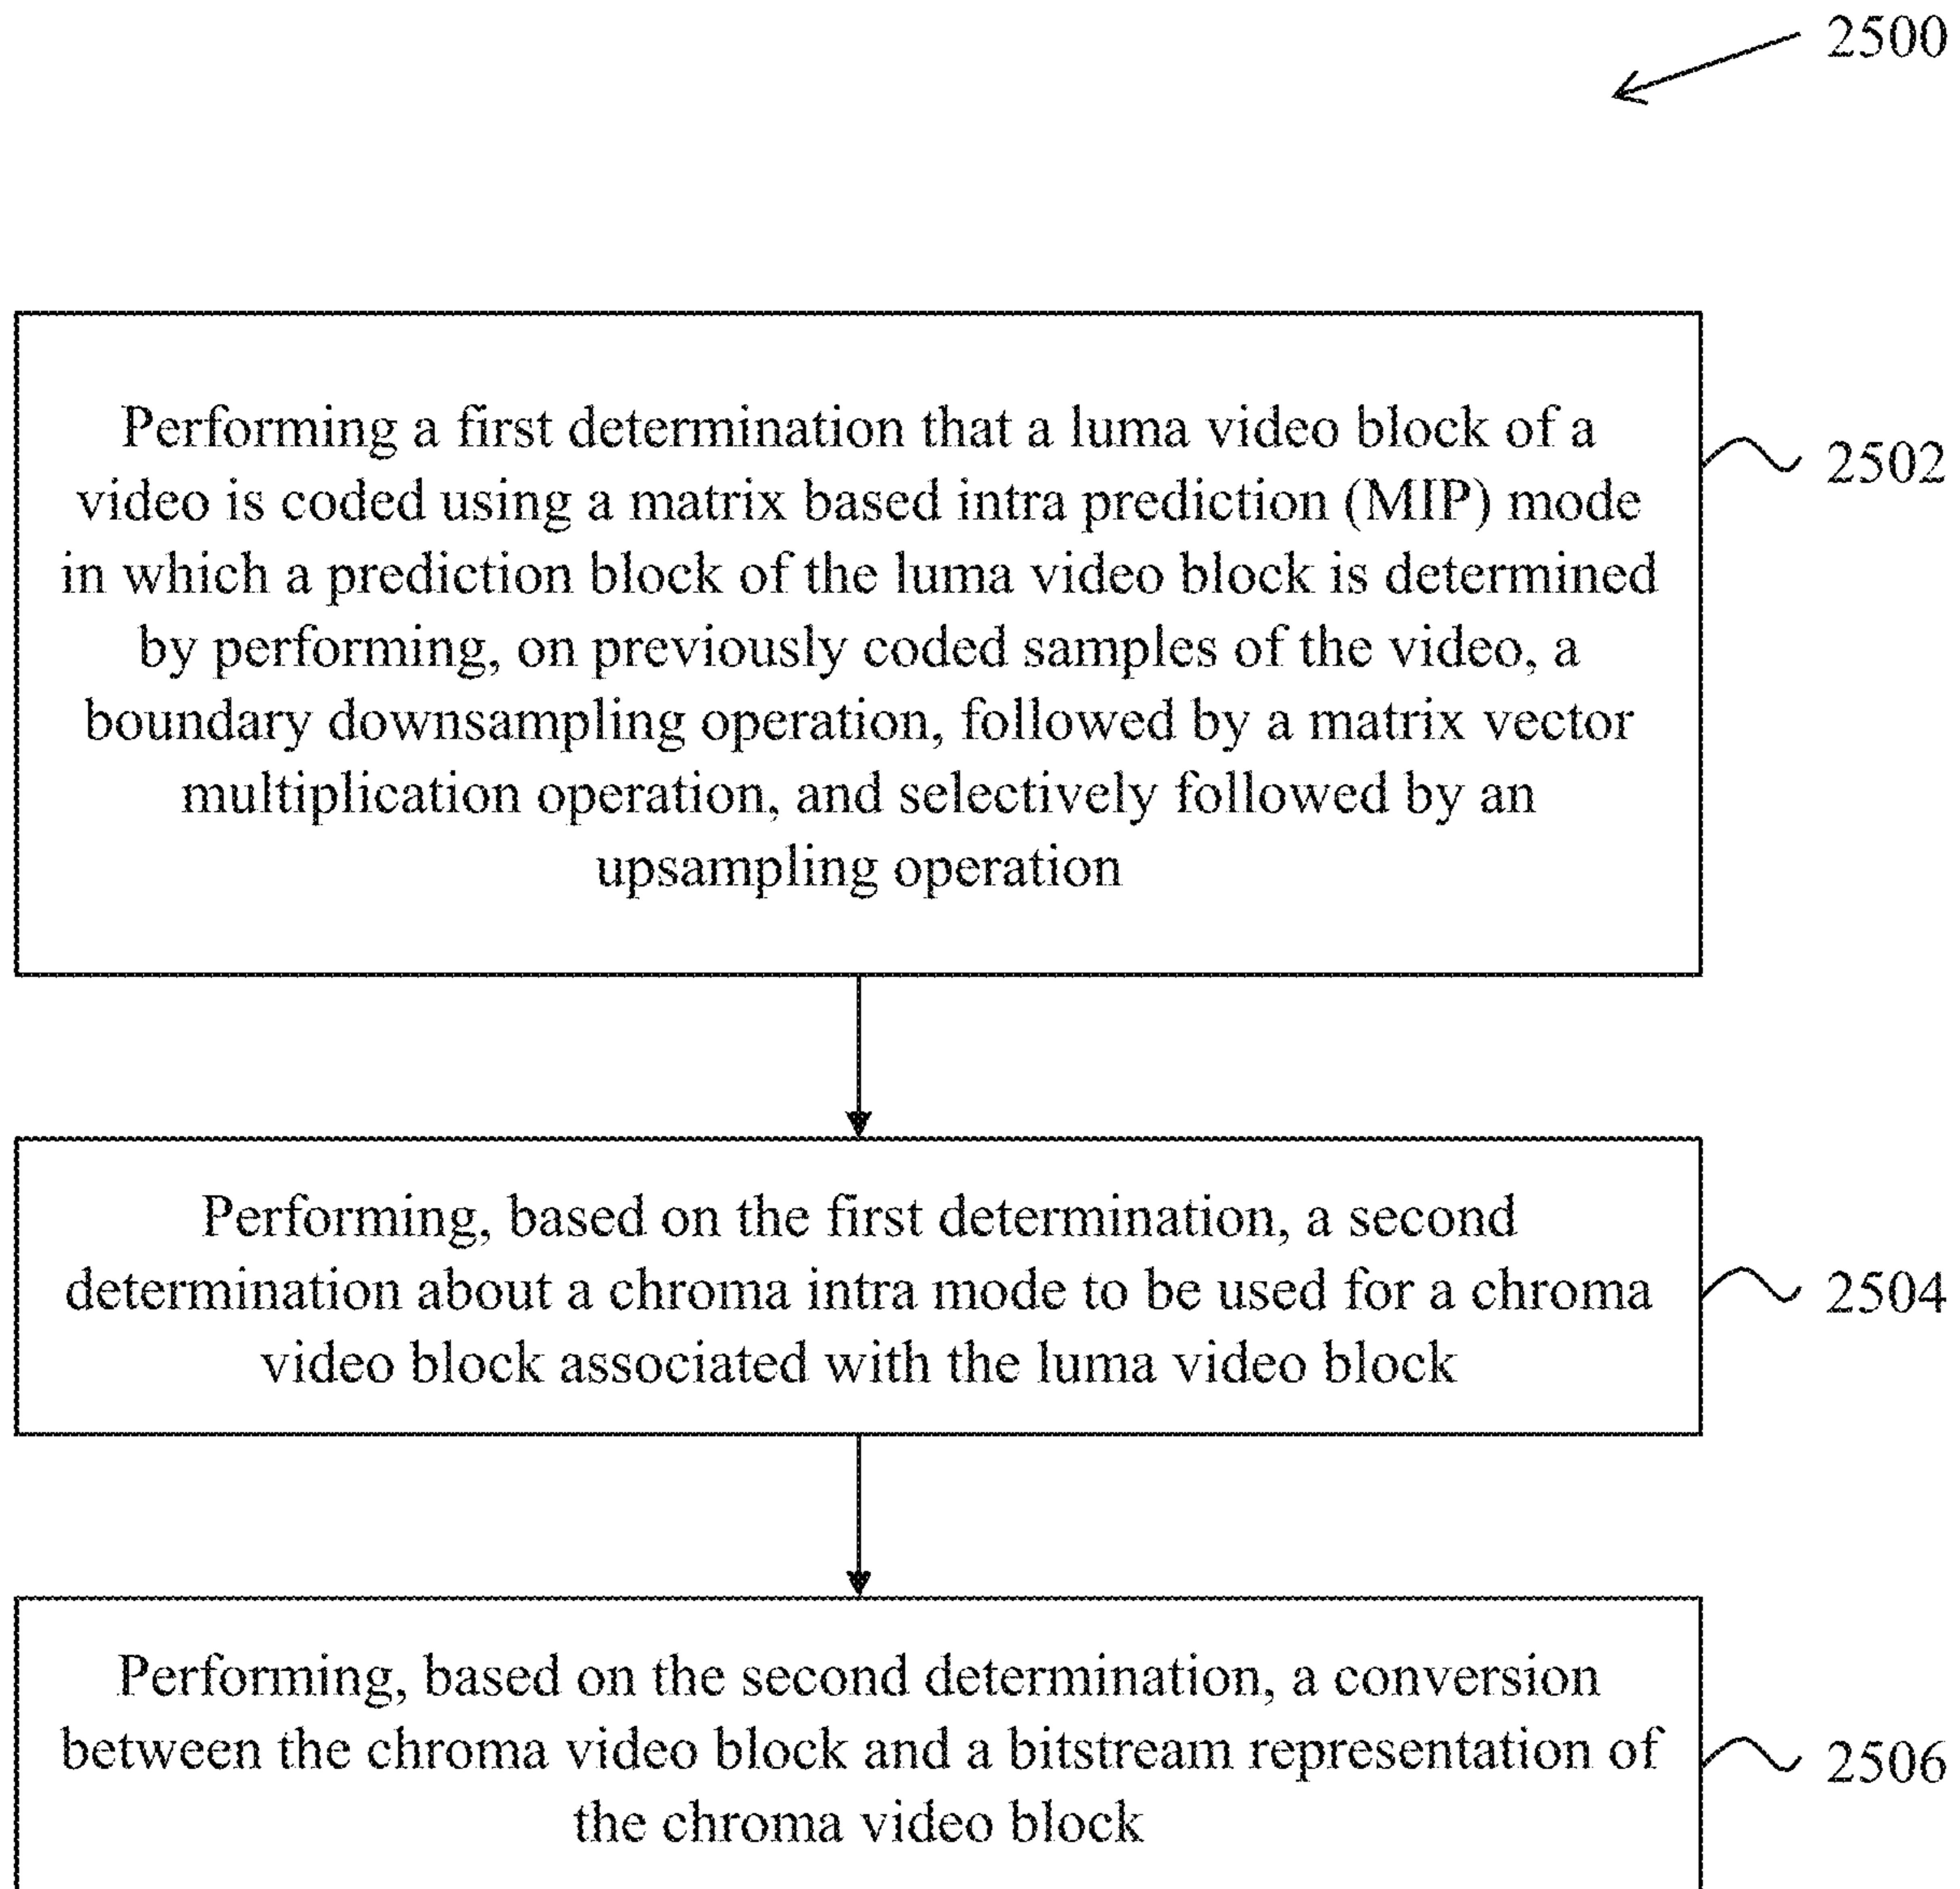 2500
Performing a first determination that a luma video block of a
video is coded using a matrix based intra prediction (MIP) mode
in which a prediction block of the luma video block is determined
by performing, on previously coded samples of the video, a
boundary downsampling operation, followed by a matrix vector
multiplication operation, and selectively followed by an
upsampling operation
2502
Performing, based on the first determination, a second
determination about a chroma intra mode to be used for a chroma
video block associated with the luma video block
2504
Performing, based on the second determination, a conversion
between the chroma video block and a bitstream representation of
the chroma video block
2506